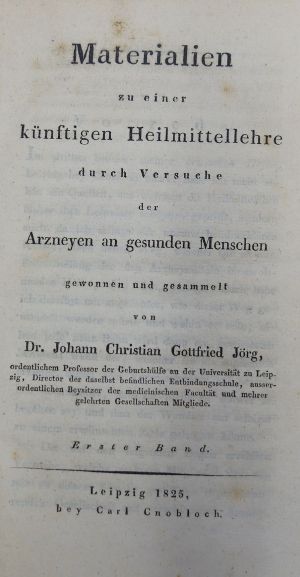 Materialien
zu einer
künftigen Heilmittellehre
durch Versuche
der
Arzneyen an gesunden Menschen
gewonnen und gesammelt
von
Dr. Johann Christian Gottfried Jörg,
ordentlichem Professor der Geburtshülfe an der Universität zu Leip-
zig, Director der daselbst befindlichen Entbindungsschule, ausser-
ordentlichen Beysitzer der medicinischen Facultät und mehrer
gelehrten Gesellschaften Mitgliede.
Erster Band.
Leipzig 1825,
bey Carl Cnobloch.